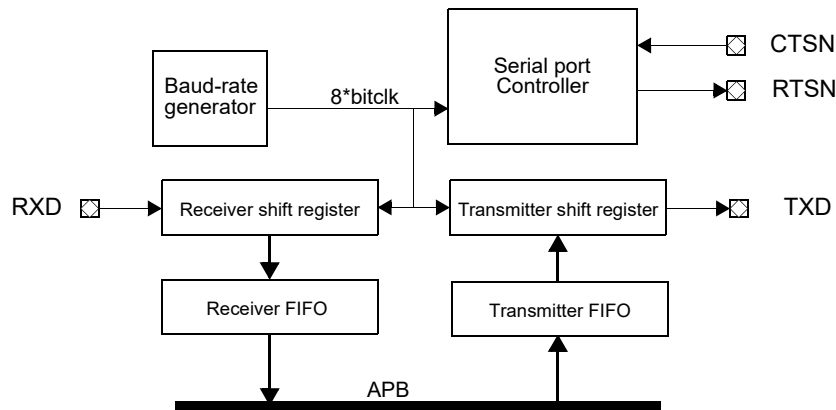 Baud-rate
generator
8*bitclk
Serial port
Controller
CTSN
RTSN
RXD
Receiver shift register
Transmitter shift register
TXD
Receiver FIFO
Transmitter FIFO
APB